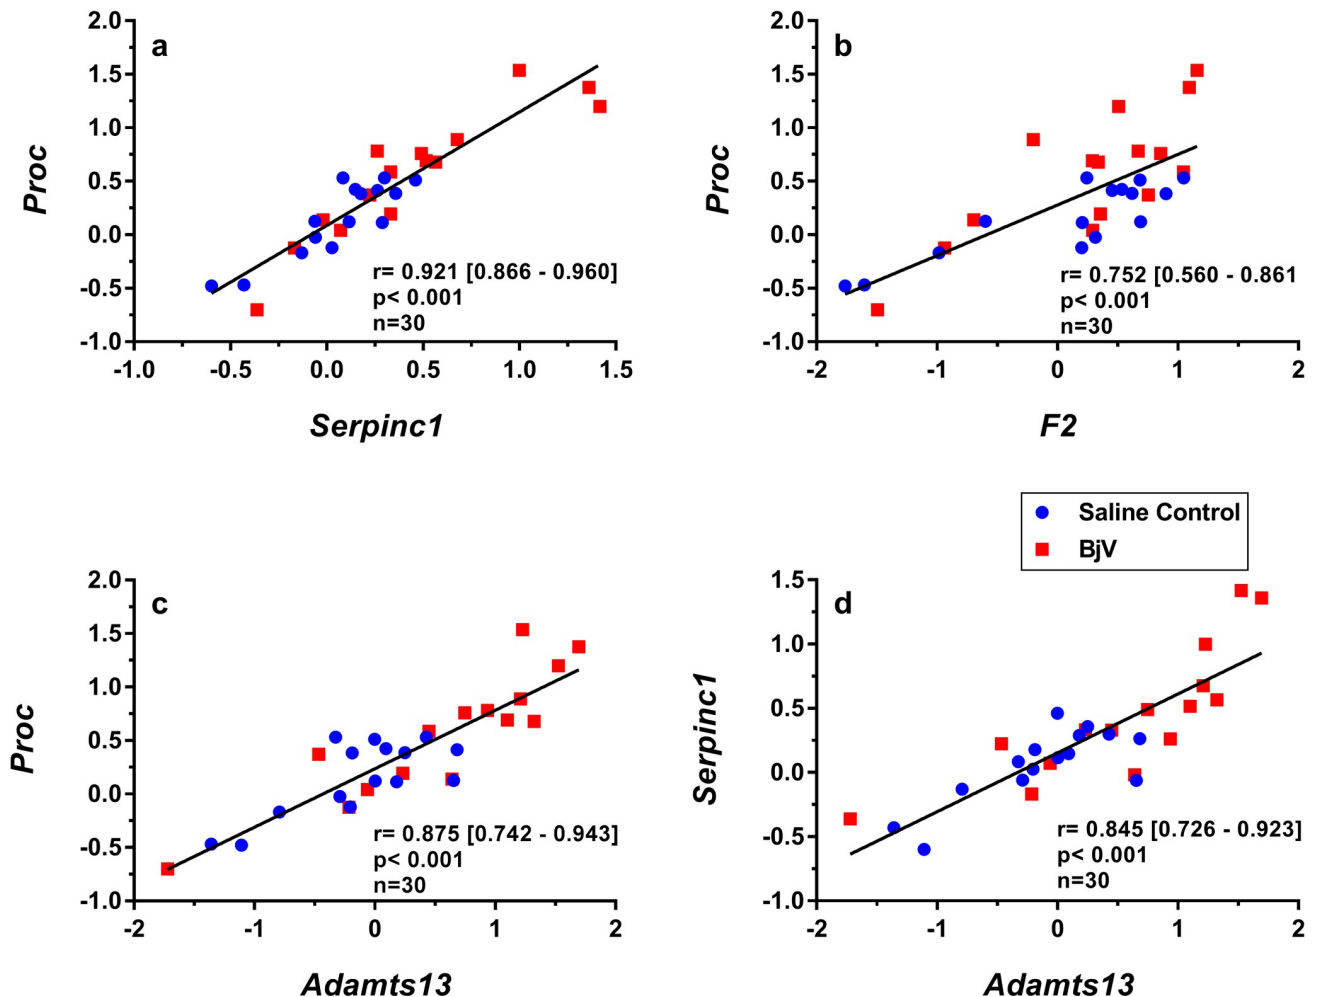 a
2.0
1.5
1.0
0.5
0.0
-0.5
-1.0
Proc
r= 0.921 [0.866 - 0.960]
p< 0.001
n=30
-1.0 -0.5 0.0 0.5 1.0 1.5
Serpinc1
b
2.0
1.5
1.0
0.5
0.0
-0.5
-1.0
Proc
r= 0.752 [0.560 - 0.861
p< 0.001
n=30
-2 -1 0 1 2
F2
Saline Control
BjV
c
2.0
1.5
1.0
0.5
0.0
-0.5
-1.0
Proc
r= 0.875 [0.742 - 0.943]
p< 0.001
n=30
-2 -1 0 1 2
Adamts13
d
1.5
1.0
0.5
0.0
-0.5
-1.0
Serpinc1
r= 0.845 [0.726 - 0.923]
p< 0.001
n=30
-2 -1 0 1 2
Adamts13